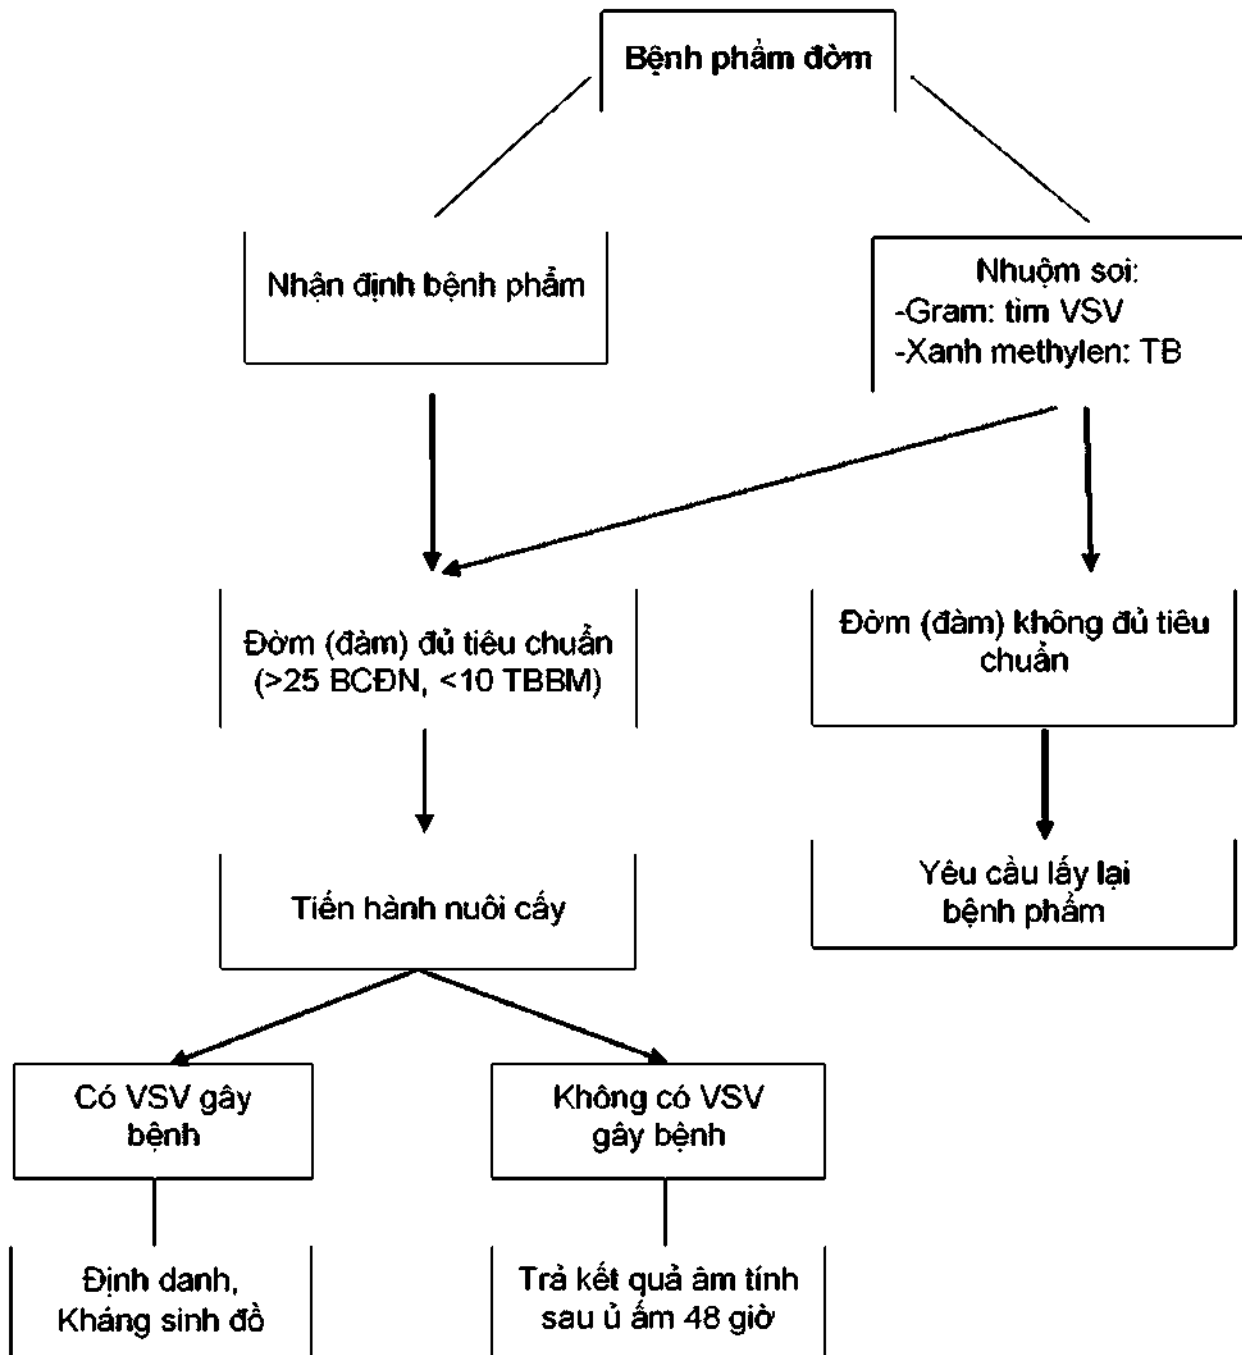 Bệnh phẩm đờm
Nhận định bệnh phẩm
Nhuộm soi:
-Gram: tìm VSV
-Xanh methylen: TB
Đờm (đàm) đủ tiêu chuẩn
(>25 BCĐN, <10 TBBM)
Đờm (đàm) không đủ tiêu
chuẩn
Tiến hành nuôi cấy
Yêu cầu lấy lại
bệnh phẩm
Có VSV gây
bệnh
Không có VSV
gây bệnh
Định danh,
Kháng sinh đồ
Trả kết quả âm tính
sau ủ ấm 48 giờ